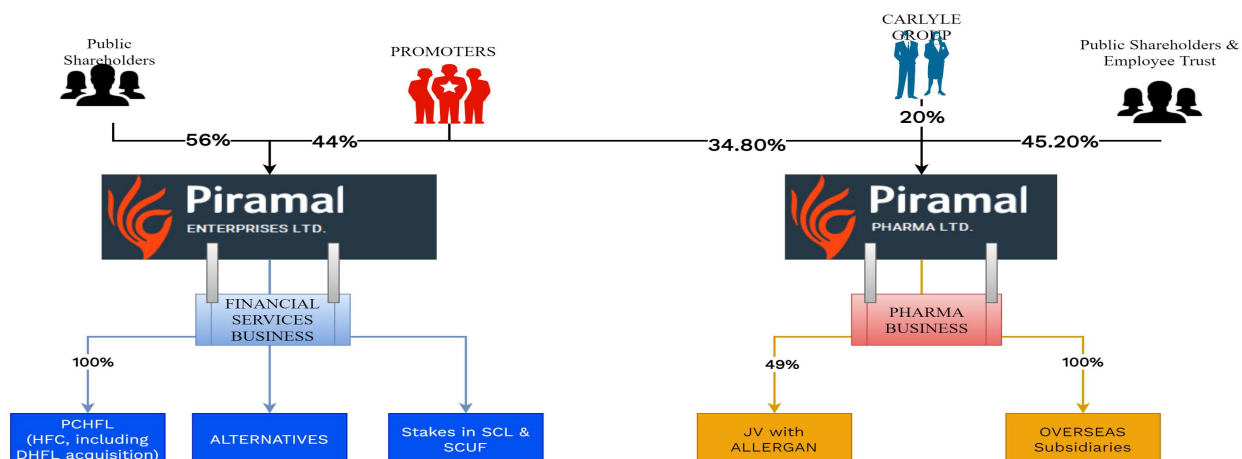 Public
Shareholders
PROMOTERS
CARLYLE
GROUP
Public Shareholders &
Employee Trust
56%
44%
34.80%
20%
45.20%
Piramal
ENTERPRISES LTD.
Piramal
PHARMA LTD.
FINANCIAL
SERVICES
BUSINESS
PHARMA
BUSINESS
100%
49%
100%
PCHFL
(HFC, including
DHFL acquisition)
ALTERNATIVES
Stakes in SCL &
SCUF
JV with
ALLERGAN
OVERSEAS
Subsidiaries